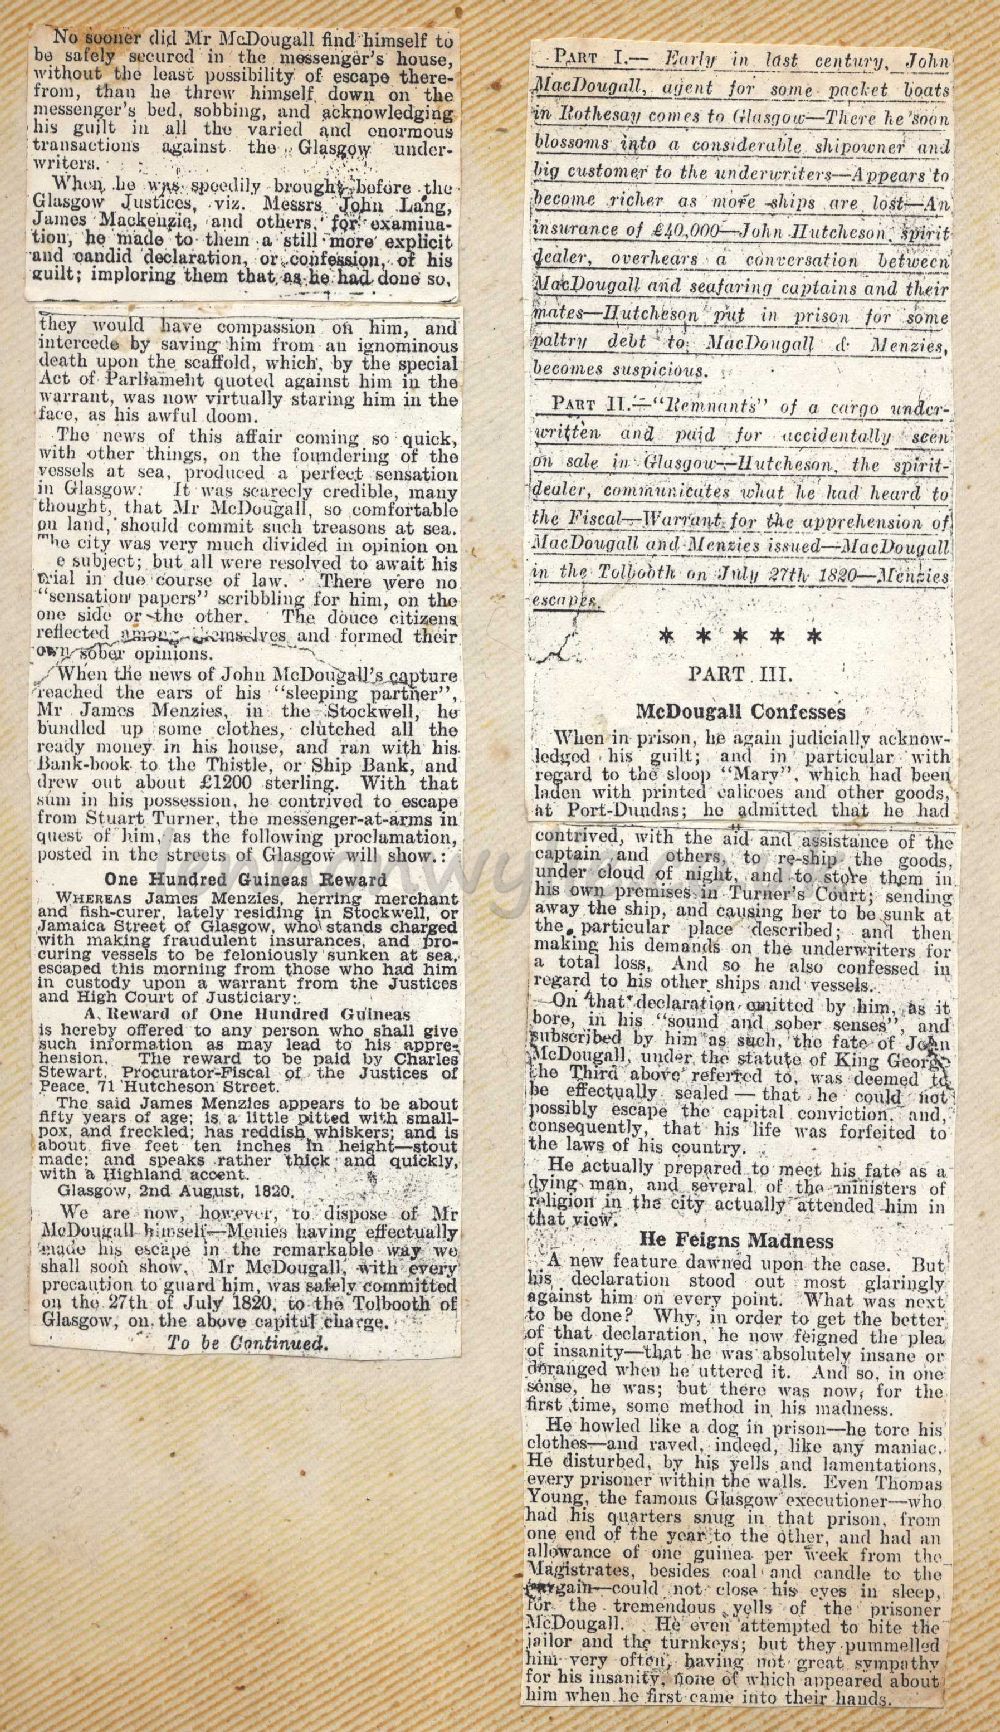 No sooner did Mr McDougall find himself to
be safely secured in the messenger's house,
without the least possibility of escape there-
from, than he threw himself down on the
messenger's bed, sobbing, and acknowledging
his guilt in all the varied and enormous
transactions against the Glasgow under-
writers.
When he was speedily brought before the
Glasgow Justices, viz. Messrs John Lang,
James Mackenzie, and others, for examina-
tion, he made to them a still more explicit
and candid declaration, or confession, of his
guilt; imploring them that as he had done so,
they would have compassion on him, and
intercede by saving him from an ignominous
death upon the scaffold, which, by the special
Act of Parliament quoted against him in the
warrant, was now virtually staring him in the
face, as his awful doom.
The news of this affair coming so quick,
with other things, on the foundering of the
vessels at sea, produced a perfect sensation
in Glasgow. It was scarcely credible, many
thought, that Mr McDougall, so comfortable
on land, should commit such treasons at sea.
The city was very much divided in opinion on
e subject; but all were resolved to await his
trial in due course of law. There were no
"sensation papers" scribbling for him, on the
one side or the other. The douce citizens
reflected among themselves and formed their
own sober opinions.
When the news of John McDougall's capture
reached the ears of his "sleeping partner",
Mr James Menzies, in the Stockwell, he
bundled up some clothes, clutched all the
ready money in his house, and ran with his
Bank-book to the Thistle, or Ship Bank, and
drew out about £1200 sterling. With that
sum in his possession, he contrived to escape
from Stuart Turner, the messenger-at-arms in
quest of him, as the following proclamation,
posted in the streets of Glasgow will show.:
One Hundred Guineas Reward
WHEREAS James Menzies, herring merchant
and fish-curer, lately residing in Stockwell, or
Jamaica Street of Glasgow, who stands charged
with making fraudulent insurances, and pro-
curing vessels to be feloniously sunken at sea,
escaped this morning from those who had him
in custody upon a warrant from the Justices
and High Court of Justiciary:
A Reward of One Hundred Guineas
is hereby offered to any person who shall give
such information as may lead to his appre-
hension. The reward to be paid by Charles
Stewart, Procurator-Fiscal of the Justices of
Peace, 71 Hutcheson Street.
The said James Menzies appears to be about
fifty years of age; is a little pitted with small-
pox, and freckled; has reddish whiskers; and is
about five feet ten inches in height—stout
made; and speaks rather thick and quickly,
with a Highland accent.
Glasgow, 2nd August, 1820.
We are now, however, to dispose of Mr
McDougall himself—Menies having effectually
made his escape in the remarkable way we
shall soon show. Mr McDougall, with every
precaution to guard him, was safely committed
on the 27th of July 1820, to the Tolbooth of
Glasgow, on the above capital charge.
To be Continued.
PART I.— Early in last century, John
MacDougall, agent for some packet boats
in Rothesay comes to Glasgow—There he soon
blossoms into a considerable shipowner and
big customer to the underwriters—Appears to
become richer as more ships are lost—An
insurance of £40,000—John Hutcheson, spirit
dealer, overhears a conversation between
MacDougall and seafaring captains and their
mates—Hutcheson put in prison for some
paltry debt to MacDougall & Menzies,
becomes suspicious.
PART II.—"Remnants" of a cargo under-
written and paid for accidentally seen
on sale in Glasgow—Hutcheson, the spirit-
dealer, communicates what he had heard to
the Fiscal—Warrant for the apprehension of
MacDougall and Menzies issued—MacDougall
in the Tolbooth on July 27th 1820—Menzies
escapes.
* * * * *
PART III.
McDougall Confesses
When in prison, he again judicially acknow-
ledged his guilt; and in particular with
regard to the sloop "Mary", which had been
laden with printed calicoes and other goods,
at Port-Dundas; he admitted that he had
contrived, with the aid and assistance of the
captain and others, to re-ship the goods,
under cloud of night, and to store them in
his own premises in Turner's Court; sending
away the ship, and causing her to be sunk at
the particular place described; and then
making his demands on the underwriters for
a total loss. And so he also confessed in
regard to his other ships and vessels.
On that declaration omitted by him, as it
bore, in his "sound and sober senses", and
subscribed by him as such, the fate of John
McDougall, under the statute of King George
the Third above referred to, was deemed to
be effectually sealed — that he could not
possibly escape the capital conviction, and,
consequently, that his life was forfeited to
the laws of his country.
He actually prepared to meet his fate as a
dying man, and several of the ministers of
religion in the city actually attended him in
that view.
He Feigns Madness
A new feature dawned upon the case. But
his declaration stood out most glaringly
against him on every point. What was next
to be done? Why, in order to get the better
of that declaration, he now feigned the plea
of insanity—that he was absolutely insane or
deranged when he uttered it. And so, in one
sense, he was; but there was now, for the
first time, some method in his madness.
He howled like a dog in prison—he tore his
clothes—and raved, indeed, like any maniac.
He disturbed, by his yells and lamentations,
every prisoner within the walls. Even Thomas
Young, the famous Glasgow executioner—who
had his quarters snug in that prison, from
one end of the year to the other, and had an
allowance of one guinea per week from the
Magistrates, besides coal and candle to the
bargain—could not close his eyes in sleep,
for the tremendous yells of the prisoner
McDougall. He even attempted to bite the
jailor and the turnkeys; but they pummelled
him very often, having not great sympathy
for his insanity, none of which appeared about
him when he first came into their hands.